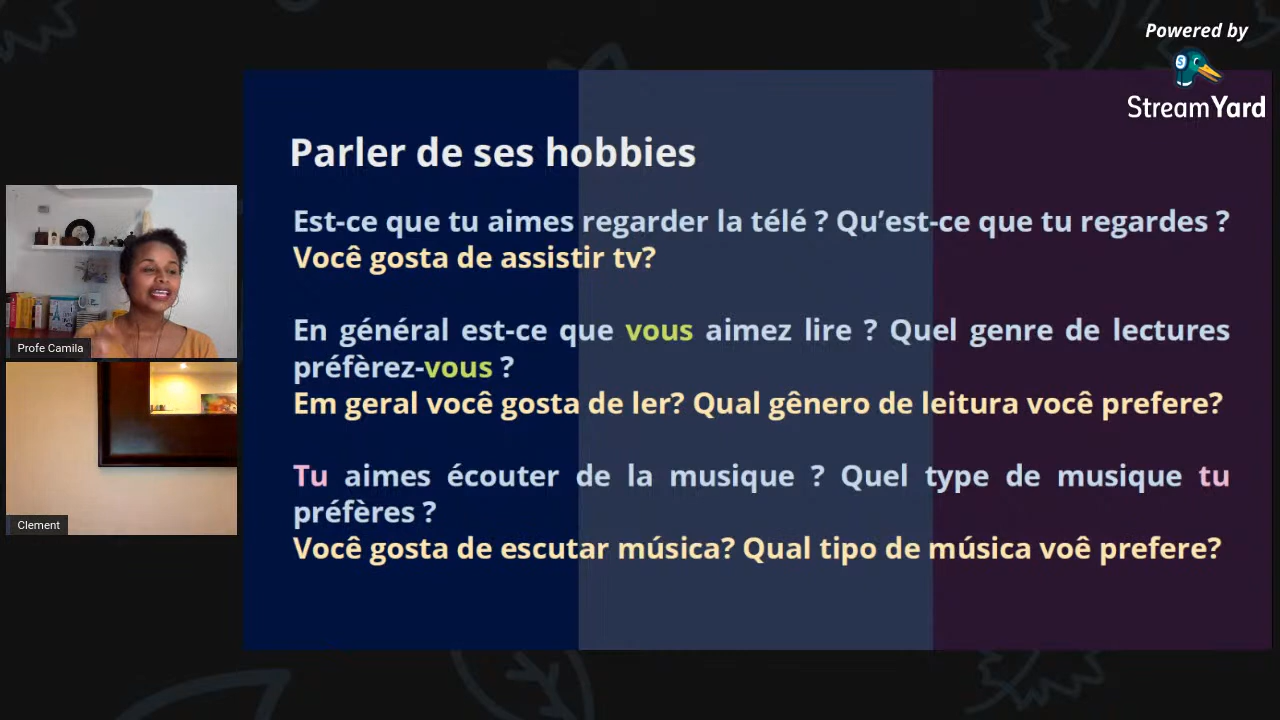 Powered by
StreamYard
Parler de ses hobbies
Est-ce que tu aimes regarder la télé ? Qu’est-ce que tu regardes ?
Você gosta de assistir tv?
En général est-ce que vous aimez lire ? Quel genre de lectures
préfèrez-vous ?
Em geral você gosta de ler? Qual gênero de leitura você prefere?
Tu aimes écouter de la musique ? Quel type de musique tu
préfères ?
Você gosta de escutar música? Qual tipo de música voê prefere?
Profe Camila
Clement